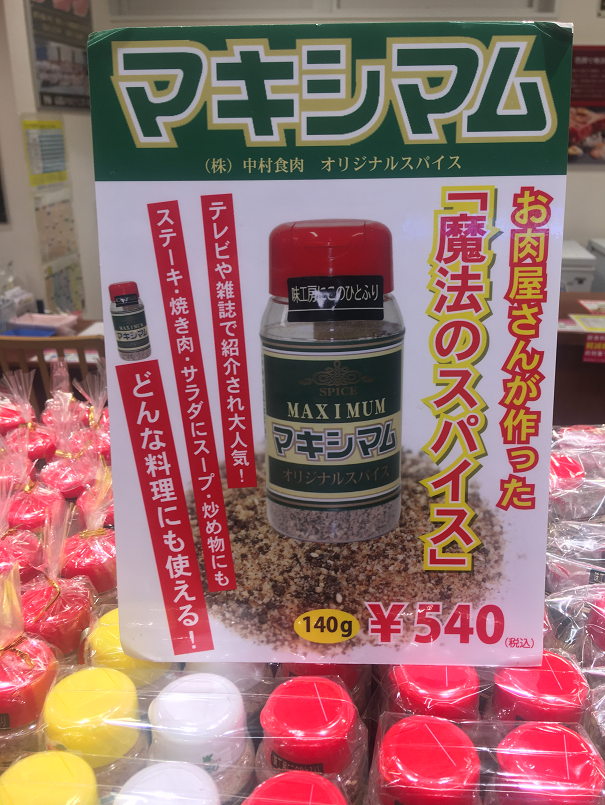 マキシマム
（株）中村食肉 オリジナルスパイス
お肉屋さんが作った
「魔法のスパイス」
テレビや雑誌で紹介され大人気！
ステーキ・焼き肉・サラダにスープ・炒め物にも
どんな料理にも使える！
味工房にこのひとふり
SPICE
MAXIMUM
マキシマム
オリジナルスパイス
MAXIMUM
140g
￥540
(税込)